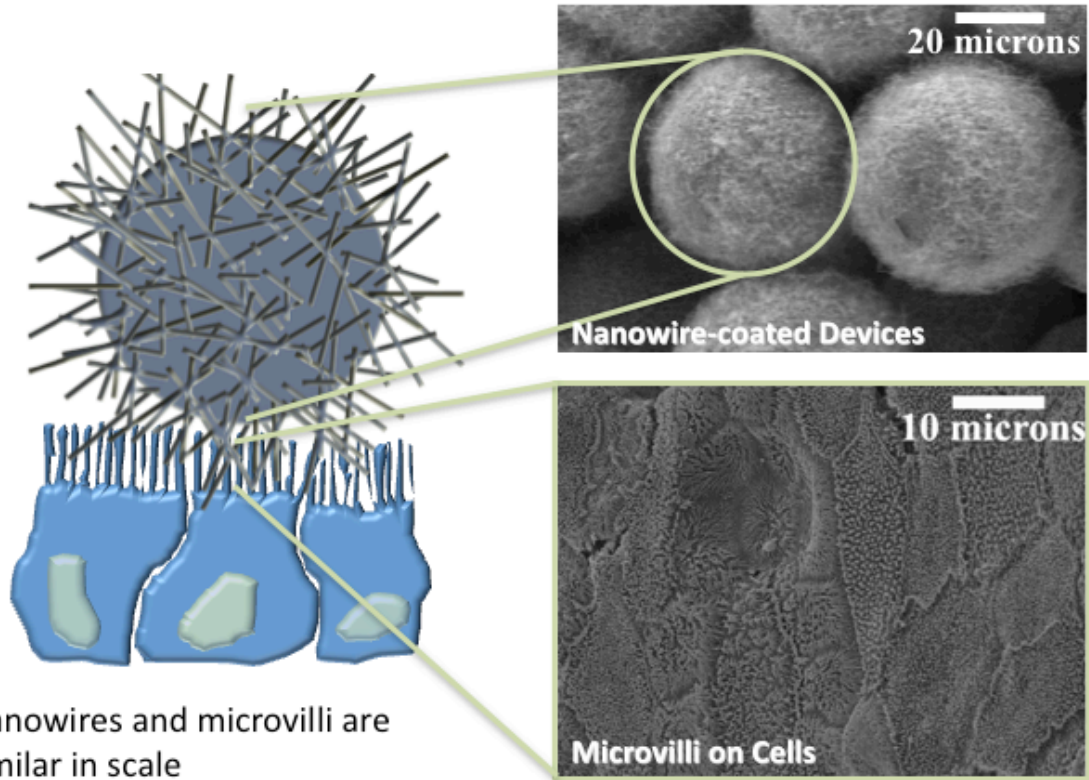 20 microns
Nanowire-coated Devices
10 microns
Microvilli on Cells
anowires and microvilli are
milar in scale